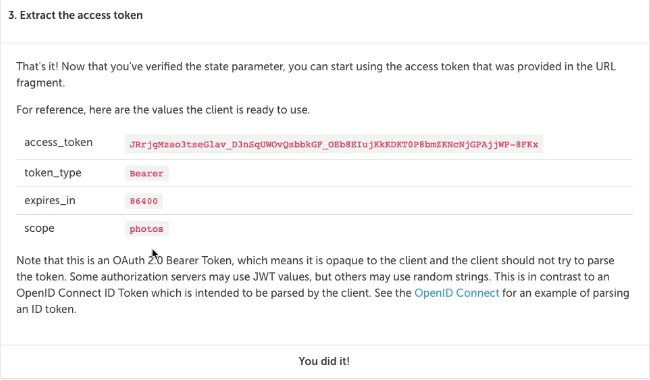 3. Extract the access token
That's it! Now that you've verified the state parameter, you can start using the access token that was provided in the URL
fragment.
For reference, here are the values the client is ready to use.
access_token JRrjgMzao3tseGlav_D3nSqUWOvQsbbkGF_OEb8EIujKkKDKT0P8bmZKNcNjGPAjjWP-8FKx
token_type Bearer
expires_in 86400
scope photos
Note that this is an OAuth 2.0 Bearer Token, which means it is opaque to the client and the client should not try to parse
the token. Some authorization servers may use JWT values, but others may use random strings. This is in contrast to an
OpenID Connect ID Token which is intended to be parsed by the client. See the OpenID Connect for an example of parsing
an ID token.
You did it!